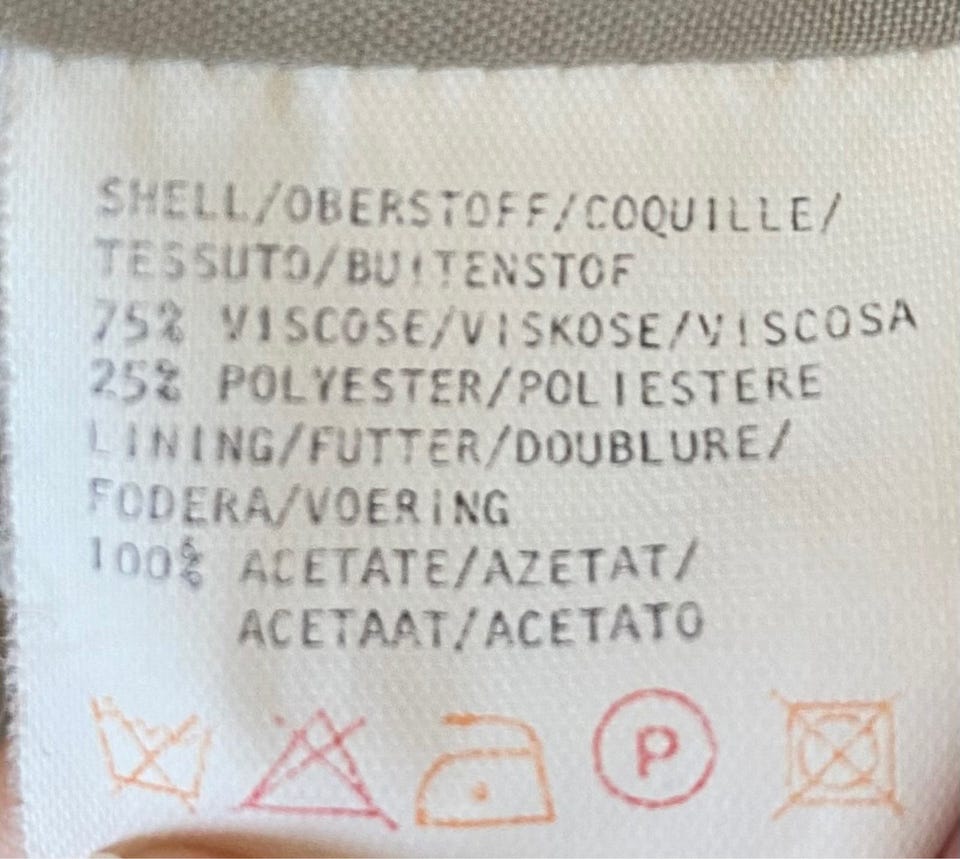 SHELL/OBERSTOFF/COQUILLE/
TESSUTO/BUITENSTOF
75% VISCOSE/VISKOSE/VISCOSA
25% POLYESTER/POLIESTERE
LINING/FUTTER/DOUBLURE/
FODERA/VOERING
100% ACETATE/AZETAT/
ACETAAT/ACETATO
P